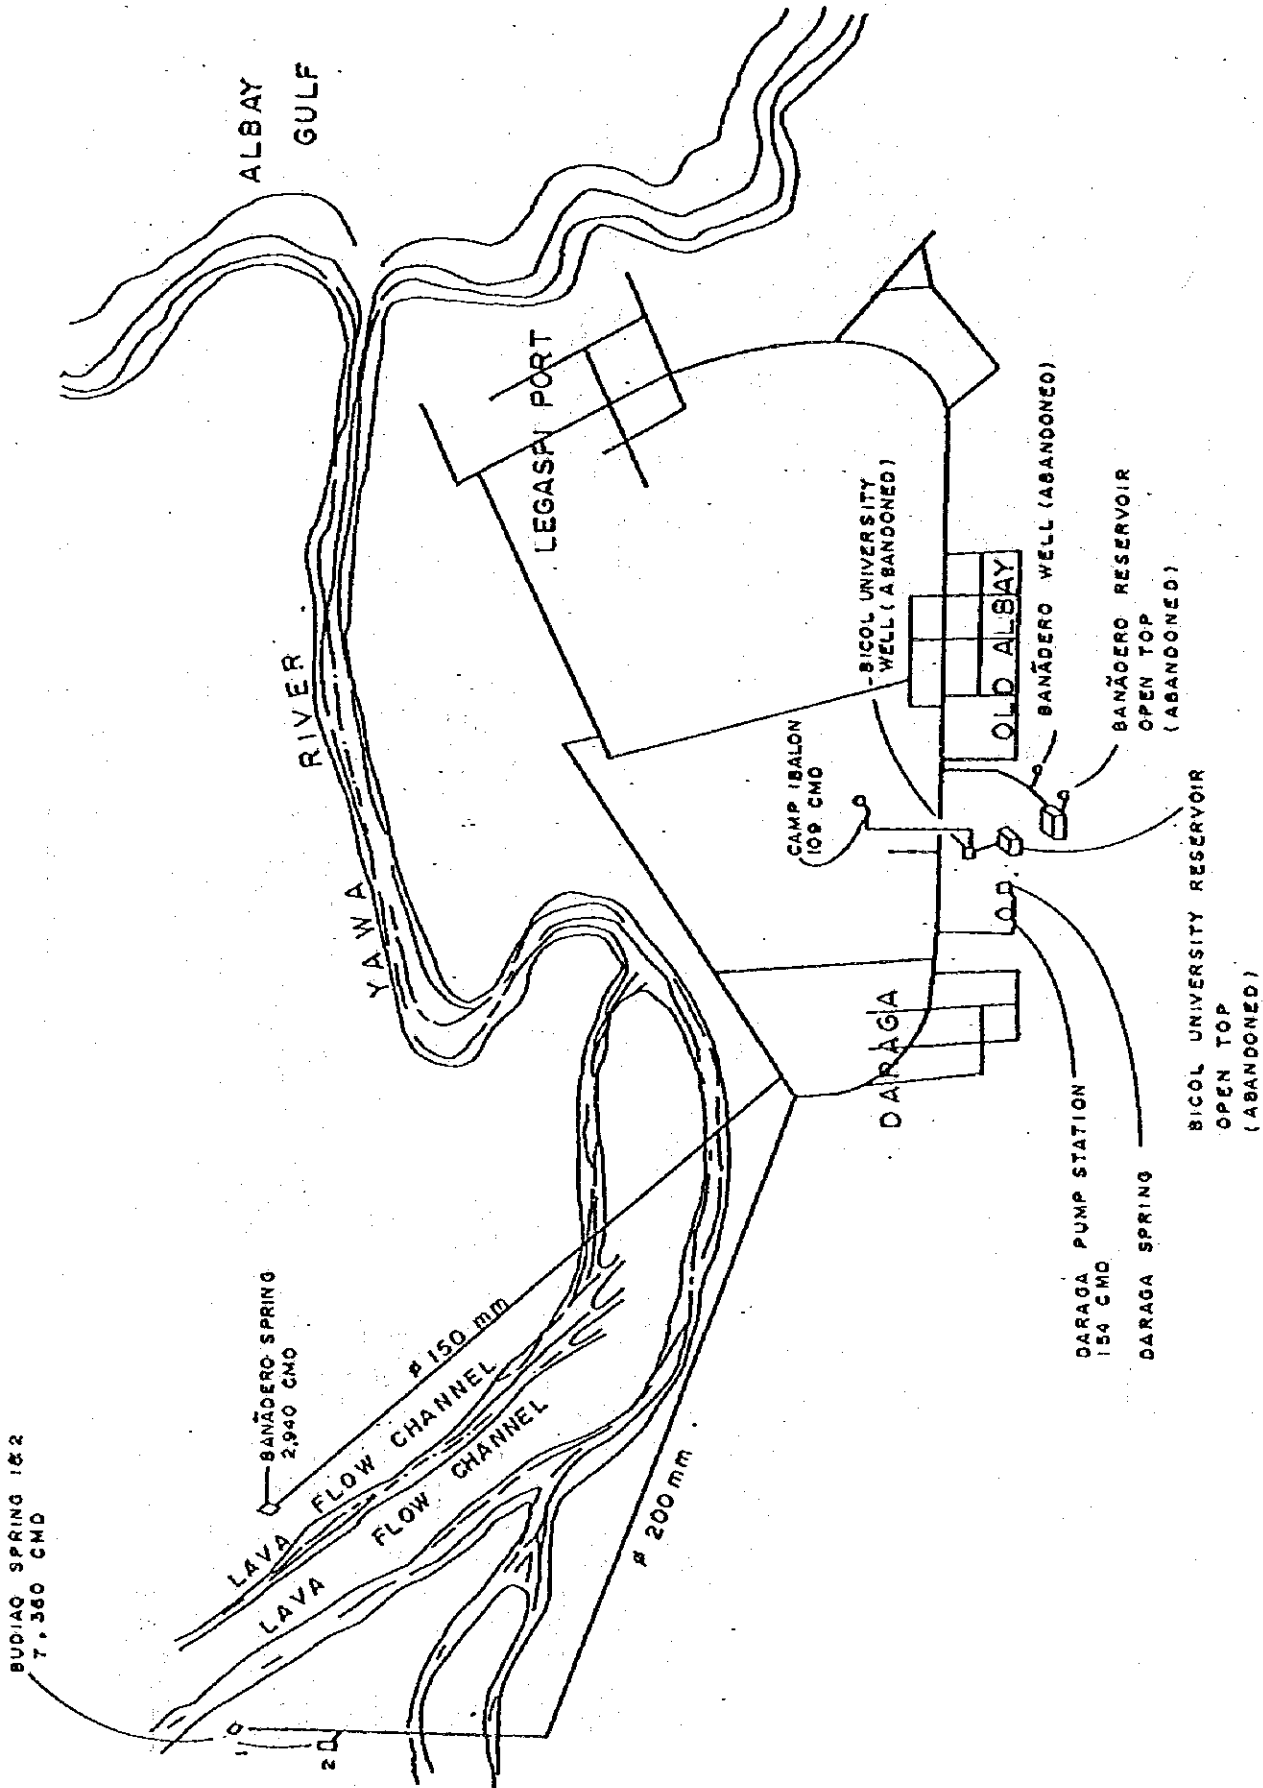 BUDIAO SPRING 1&2
7,360 CMD
1
2
BAÑADERO SPRING
2,940 CMD
LAVA FLOW CHANNEL
LAVA FLOW CHANNEL
ø 150 mm
ø 200 mm
YAWA RIVER
ALBAY
GULF
LEGASPI PORT
DARAGA
CAMP IBALON
109 CMD
BICOL UNIVERSITY
WELL (ABANDONED)
OLD ALBAY
BAÑADERO WELL (ABANDONED)
BAÑADERO RESERVOIR
OPEN TOP
(ABANDONED)
BICOL UNIVERSITY RESERVOIR
OPEN TOP
(ABANDONED)
DARAGA PUMP STATION
154 CMD
DARAGA SPRING